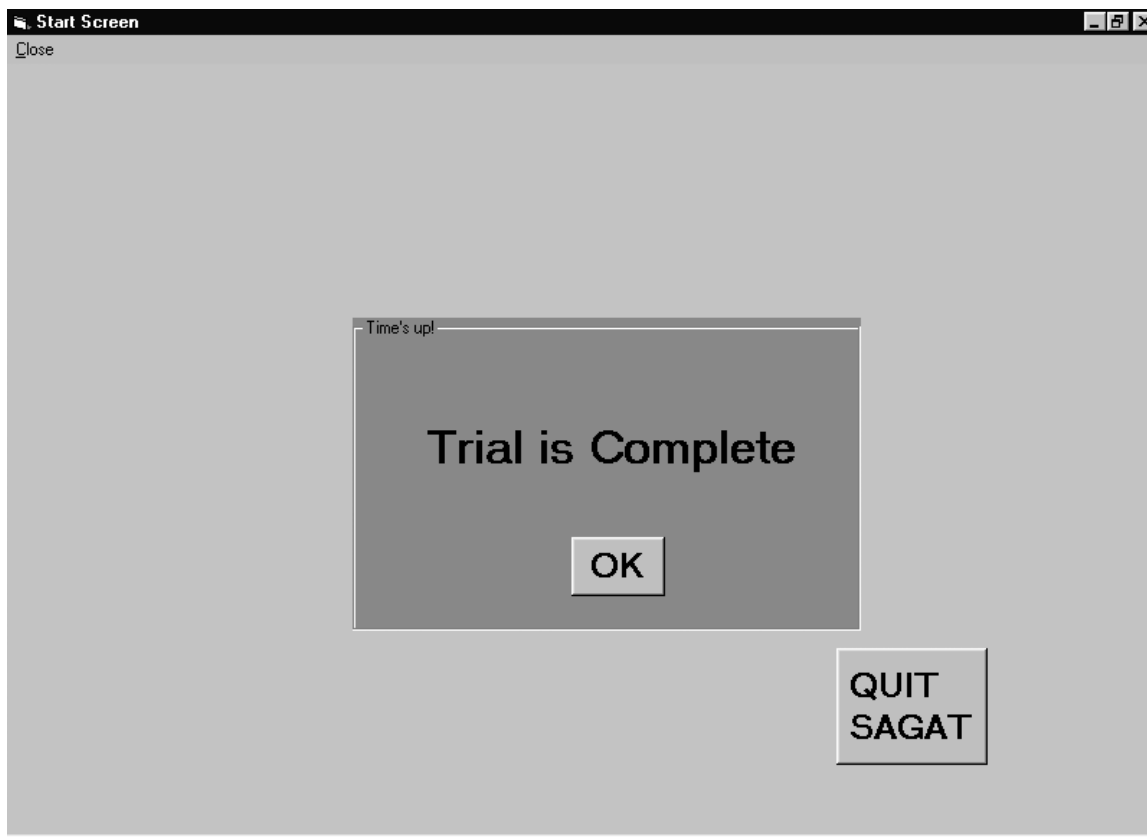 Start Screen
Close
Time's up!
Trial is Complete
OK
QUIT
SAGAT